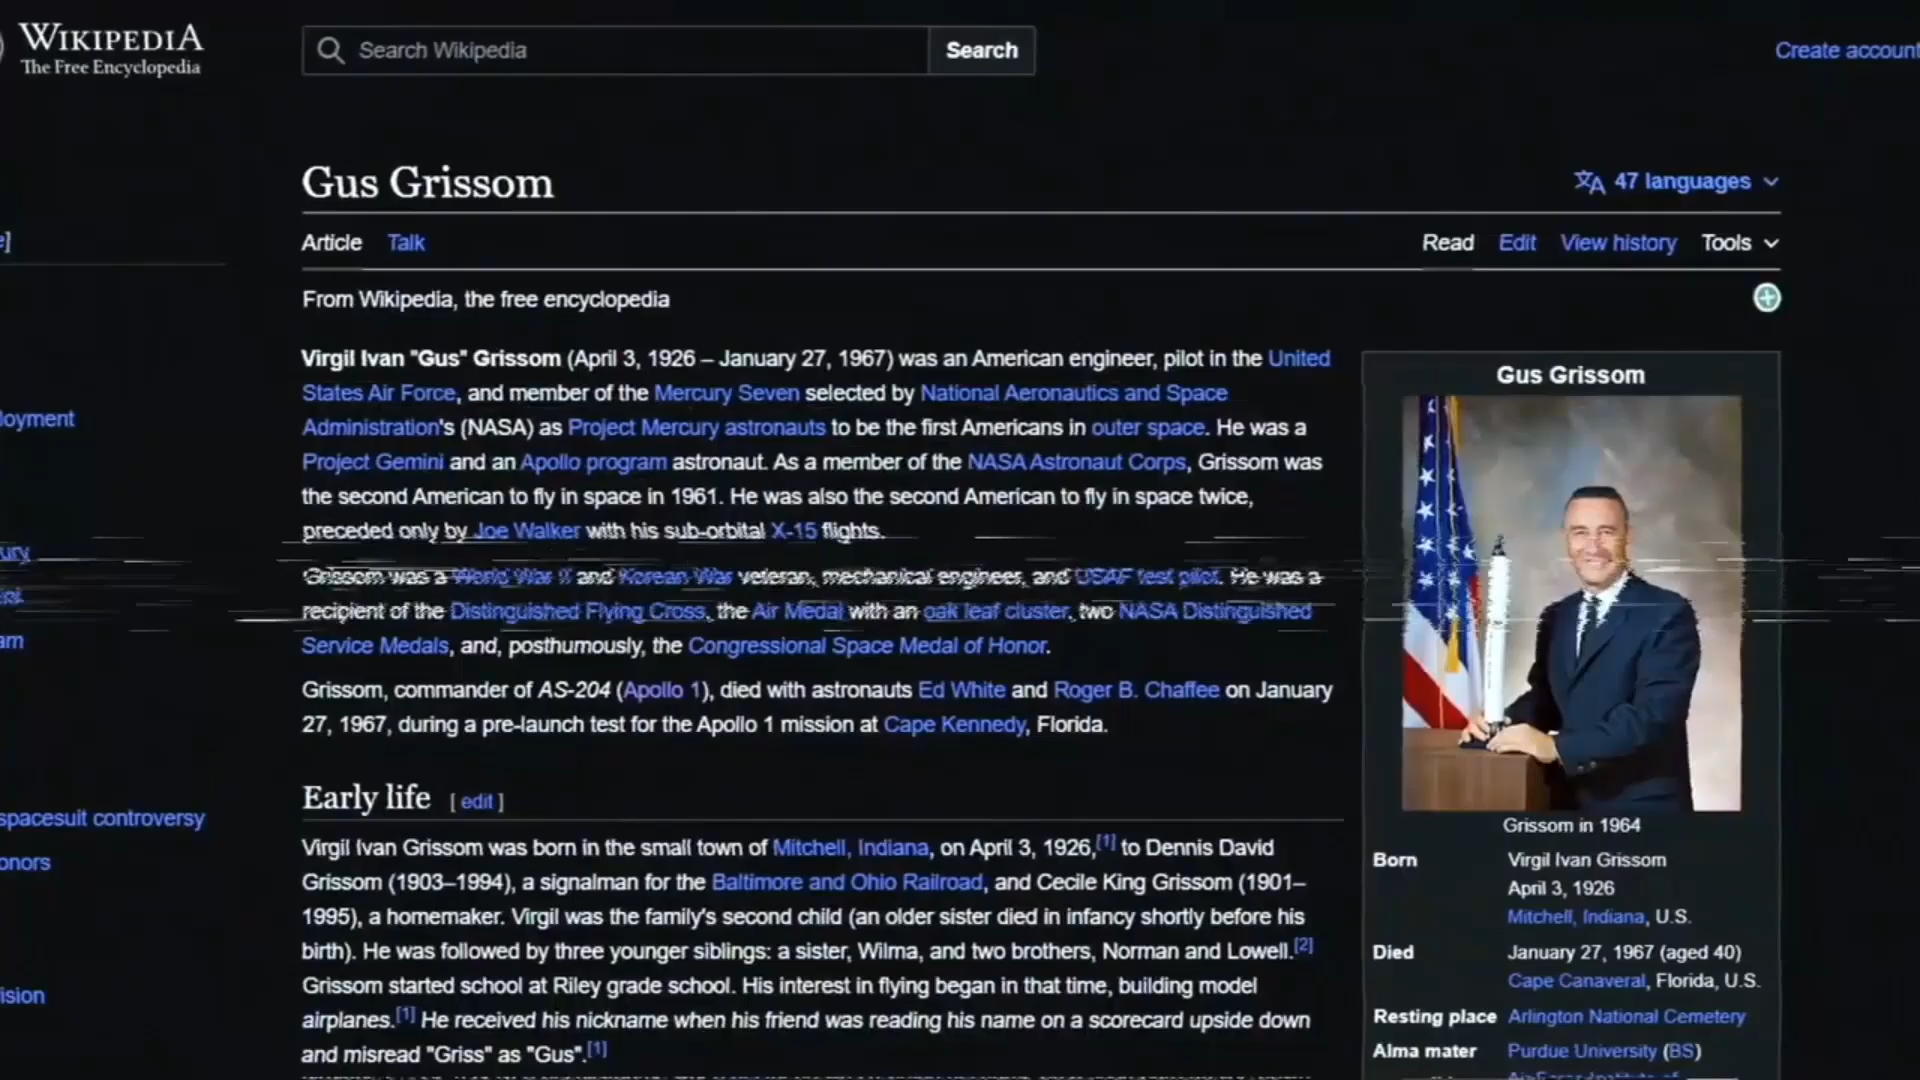 WIKIPEDIA
The Free Encyclopedia
Search Wikipedia
Search
Create account
Gus Grissom
47 languages
Article Talk
Read Edit View history Tools
From Wikipedia, the free encyclopedia
Virgil Ivan "Gus" Grissom (April 3, 1926 – January 27, 1967) was an American engineer, pilot in the United
States Air Force, and member of the Mercury Seven selected by National Aeronautics and Space
Administration's (NASA) as Project Mercury astronauts to be the first Americans in outer space. He was a
Project Gemini and an Apollo program astronaut. As a member of the NASA Astronaut Corps, Grissom was
the second American to fly in space in 1961. He was also the second American to fly in space twice,
preceded only by Joe Walker with his sub-orbital X-15 flights.
Grissom was a World War II and Korean War veteran, mechanical engineer, and USAF test pilot. He was a
recipient of the Distinguished Flying Cross, the Air Medal with an oak leaf cluster, two NASA Distinguished
Service Medals, and, posthumously, the Congressional Space Medal of Honor.
Grissom, commander of AS-204 (Apollo 1), died with astronauts Ed White and Roger B. Chaffee on January
27, 1967, during a pre-launch test for the Apollo 1 mission at Cape Kennedy, Florida.
Early life [ edit ]
Virgil Ivan Grissom was born in the small town of Mitchell, Indiana, on April 3, 1926,[1] to Dennis David
Grissom (1903–1994), a signalman for the Baltimore and Ohio Railroad, and Cecile King Grissom (1901–
1995), a homemaker. Virgil was the family's second child (an older sister died in infancy shortly before his
birth). He was followed by three younger siblings: a sister, Wilma, and two brothers, Norman and Lowell.[2]
Grissom started school at Riley grade school. His interest in flying began in that time, building model
airplanes.[1] He received his nickname when his friend was reading his name on a scorecard upside down
and misread "Griss" as "Gus".[1]
Gus Grissom
Grissom in 1964
Born Virgil Ivan Grissom
April 3, 1926
Mitchell, Indiana, U.S.
Died January 27, 1967 (aged 40)
Cape Canaveral, Florida, U.S.
Resting place Arlington National Cemetery
Alma mater Purdue University (BS)
e]
loyment
ury
am
spacesuit controversy
onors
ision